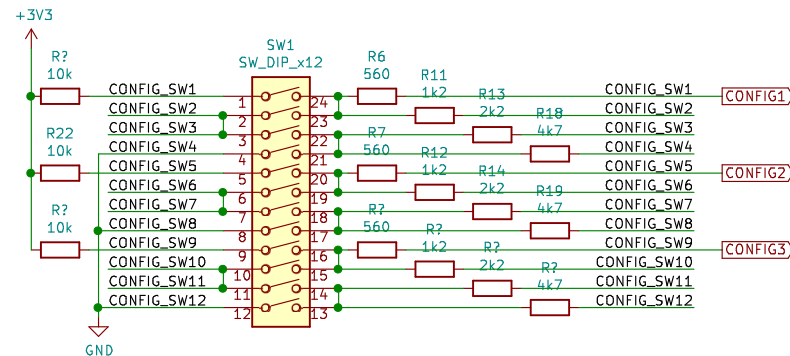 +3V3
R?
10k
R22
10k
R?
10k
SW1
SW_DIP_x12
CONFIG_SW1
CONFIG_SW2
CONFIG_SW3
CONFIG_SW4
CONFIG_SW5
CONFIG_SW6
CONFIG_SW7
CONFIG_SW8
CONFIG_SW9
CONFIG_SW10
CONFIG_SW11
CONFIG_SW12
GND
1
2
3
4
5
6
7
8
9
10
11
12
24
23
22
21
20
19
18
17
16
15
14
13
R6
560
R11
1k2
R13
2k2
R18
4k7
R7
560
R12
1k2
R14
2k2
R19
4k7
R?
560
R?
1k2
R?
2k2
R?
4k7
CONFIG_SW1
CONFIG_SW2
CONFIG_SW3
CONFIG_SW4
CONFIG_SW5
CONFIG_SW6
CONFIG_SW7
CONFIG_SW8
CONFIG_SW9
CONFIG_SW10
CONFIG_SW11
CONFIG_SW12
CONFIG1
CONFIG2
CONFIG3